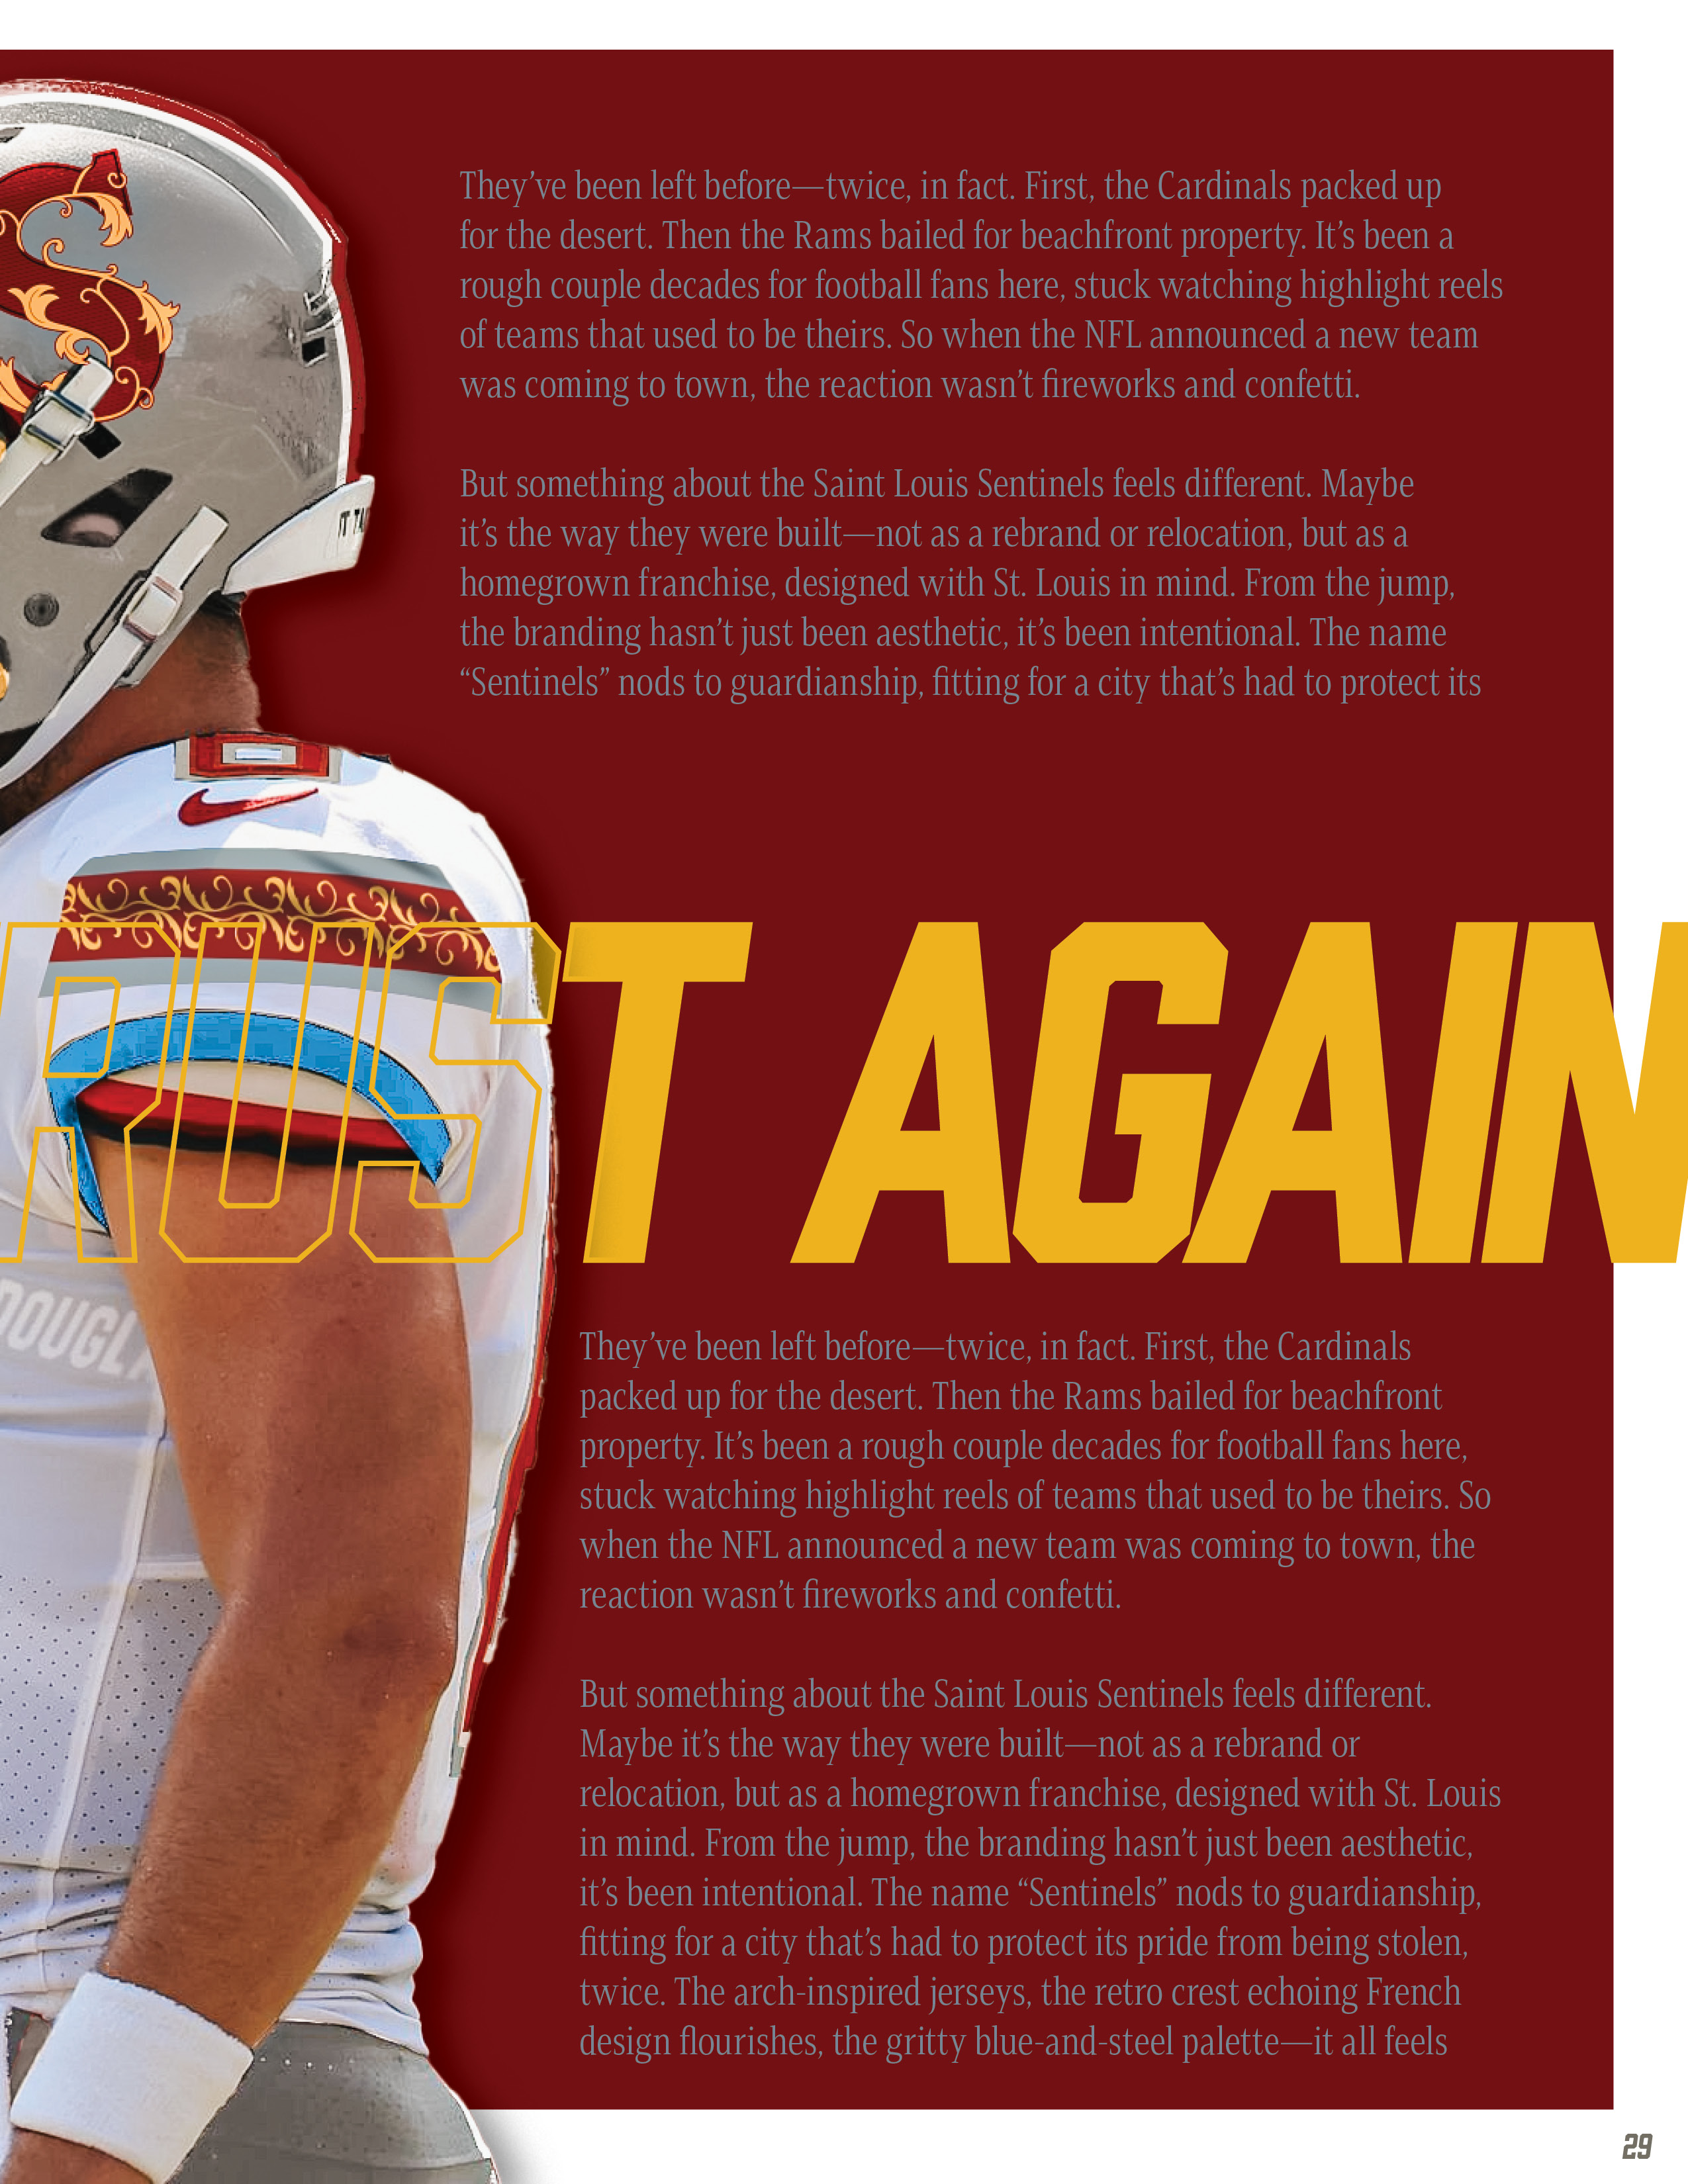 S
They’ve been left before—twice, in fact. First, the Cardinals packed up
for the desert. Then the Rams bailed for beachfront property. It’s been a
rough couple decades for football fans here, stuck watching highlight reels
of teams that used to be theirs. So when the NFL announced a new team
was coming to town, the reaction wasn’t fireworks and confetti.
But something about the Saint Louis Sentinels feels different. Maybe
it’s the way they were built—not as a rebrand or relocation, but as a
homegrown franchise, designed with St. Louis in mind. From the jump,
the branding hasn’t just been aesthetic, it’s been intentional. The name
“Sentinels” nods to guardianship, fitting for a city that’s had to protect its
RUST AGAIN
They’ve been left before—twice, in fact. First, the Cardinals
packed up for the desert. Then the Rams bailed for beachfront
property. It’s been a rough couple decades for football fans here,
stuck watching highlight reels of teams that used to be theirs. So
when the NFL announced a new team was coming to town, the
reaction wasn’t fireworks and confetti.
But something about the Saint Louis Sentinels feels different.
Maybe it’s the way they were built—not as a rebrand or
relocation, but as a homegrown franchise, designed with St. Louis
in mind. From the jump, the branding hasn’t just been aesthetic,
it’s been intentional. The name “Sentinels” nods to guardianship,
fitting for a city that’s had to protect its pride from being stolen,
twice. The arch-inspired jerseys, the retro crest echoing French
design flourishes, the gritty blue-and-steel palette—it all feels
29